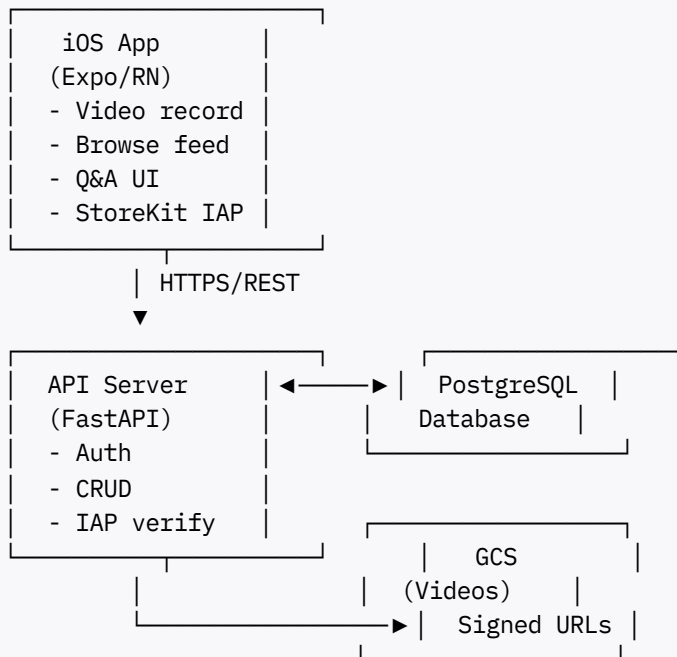 iOS App
(Expo/RN)
- Video record
- Browse feed
- Q&A UI
- StoreKit IAP
HTTPS/REST
API Server
(FastAPI)
- Auth
- CRUD
- IAP verify
PostgreSQL
Database
GCS
(Videos)
Signed URLs